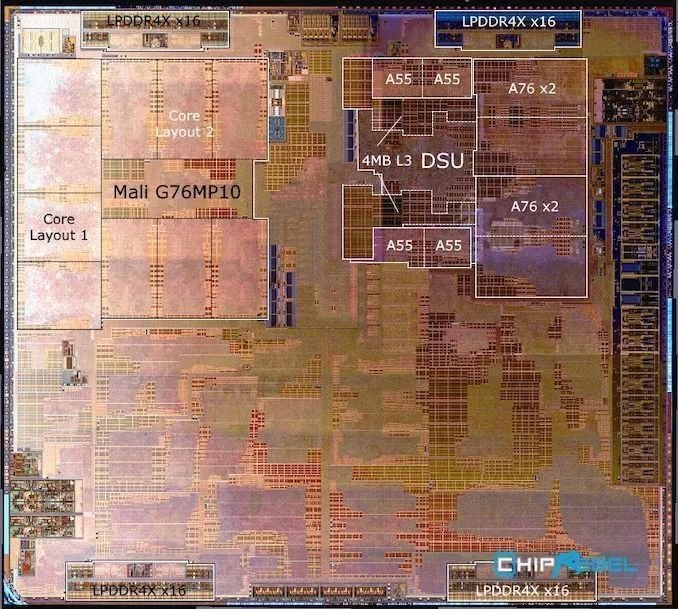 LPDDR4X x16
LPDDR4X x16
A55
A55
A76 x2
Core
Layout 2
4MB L3
DSU
Mali G76MP10
Core
Layout 1
A76 x2
A55
A55
CHIPREBEL
LPDDR4X x16
LPDDR4X x16